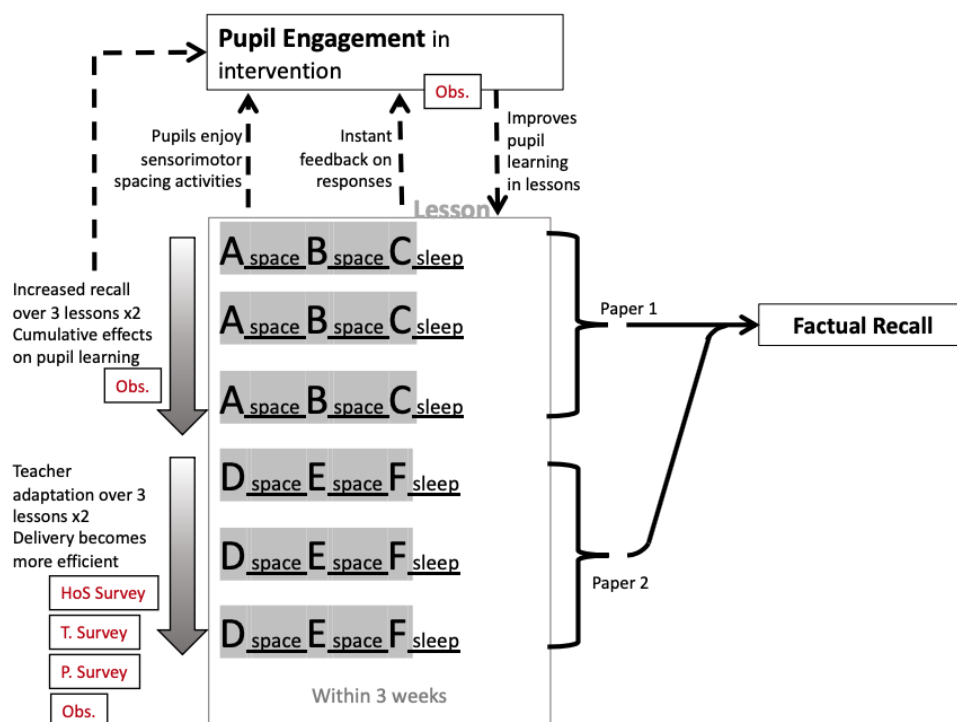 Pupil Engagement in
intervention
Obs.
Pupils enjoy
sensorimotor
spacing activities
Instant
feedback on
responses
Improves
pupil
learning
in lessons
Lesson
A space B space C sleep
A space B space C sleep
A space B space C sleep
D space E space F sleep
D space E space F sleep
D space E space F sleep
Within 3 weeks
Increased recall
over 3 lessons x2
Cumulative effects
on pupil learning
Obs.
Teacher
adaptation over 3
lessons x2
Delivery becomes
more efficient
HoS Survey
T. Survey
P. Survey
Obs.
Paper 1
Paper 2
Factual Recall